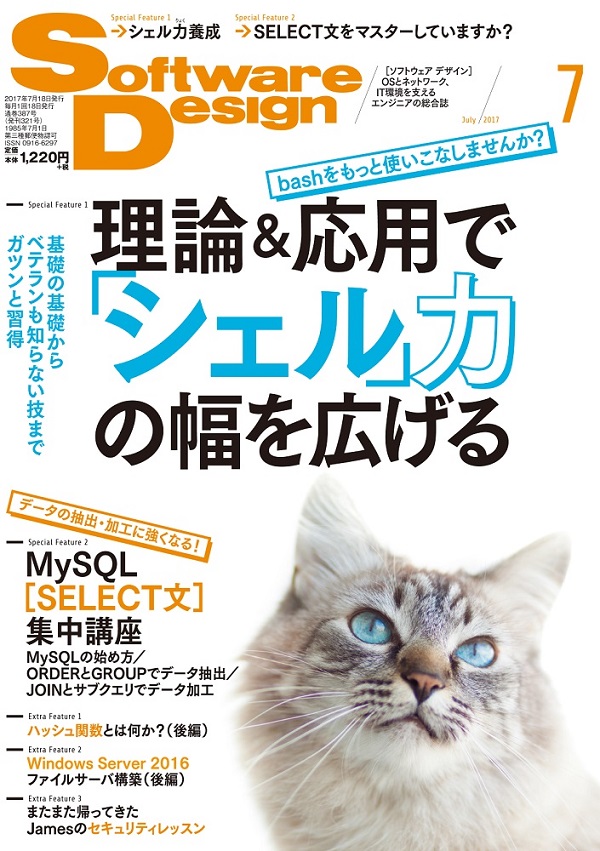 Special Feature 1
→シェル力養成
りょく
Special Feature 2
→SELECT文をマスターしていますか?
Software
Design
[ソフトウェア デザイン]
OSとネットワーク、
IT環境を支える
エンジニアの総合誌
July / 2017
7
2017年7月18日発行
毎月1回18日発行
通巻387号
(発刊321号)
1985年7月1日
第三種郵便物認可
ISSN 0916-6297
定価
本体 1,220円
+税
bashをもっと使いこなしませんか?
Special Feature 1
理論&応用で
「シェル」力
の幅を広げる
基礎の基礎から
ベテランも知らない技まで
ガツンと習得
データの抽出・加工に強くなる!
Special Feature 2
MySQL
[SELECT文]
集中講座
MySQLの始め方/
ORDERとGROUPでデータ抽出/
JOINとサブクエリでデータ加工
Extra Feature 1
ハッシュ関数とは何か?(後編)
Extra Feature 2
Windows Server 2016
ファイルサーバ構築(後編)
Extra Feature 3
またまた帰ってきた
Jamesのセキュリティレッスン